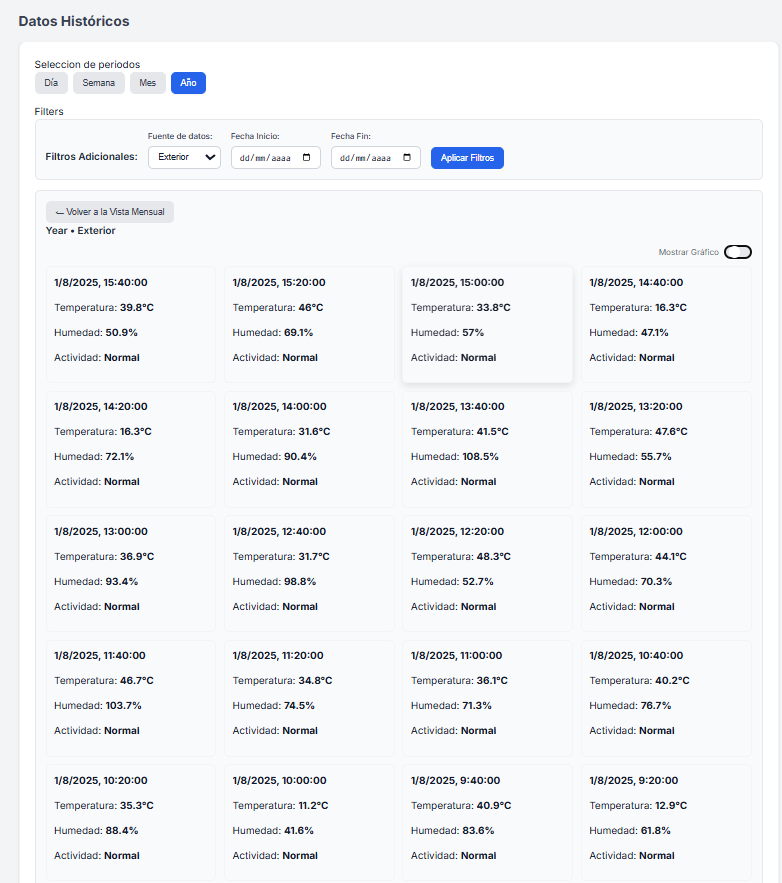 Datos Históricos
Seleccion de periodos
Día Semana Mes Año
Filters
Fuente de datos: Fecha Inicio: Fecha Fin:
Filtros Adicionales: Exterior dd/mm/aaaa dd/mm/aaaa Aplicar Filtros
← Volver a la Vista Mensual
Year • Exterior
Mostrar Gráfico
1/8/2025, 15:40:00 1/8/2025, 15:20:00 1/8/2025, 15:00:00 1/8/2025, 14:40:00
Temperatura: 39.8°C Temperatura: 46°C Temperatura: 33.8°C Temperatura: 16.3°C
Humedad: 50.9% Humedad: 69.1% Humedad: 57% Humedad: 47.1%
Actividad: Normal Actividad: Normal Actividad: Normal Actividad: Normal
1/8/2025, 14:20:00 1/8/2025, 14:00:00 1/8/2025, 13:40:00 1/8/2025, 13:20:00
Temperatura: 16.3°C Temperatura: 31.6°C Temperatura: 41.5°C Temperatura: 47.6°C
Humedad: 72.1% Humedad: 90.4% Humedad: 108.5% Humedad: 55.7%
Actividad: Normal Actividad: Normal Actividad: Normal Actividad: Normal
1/8/2025, 13:00:00 1/8/2025, 12:40:00 1/8/2025, 12:20:00 1/8/2025, 12:00:00
Temperatura: 36.9°C Temperatura: 31.7°C Temperatura: 48.3°C Temperatura: 44.1°C
Humedad: 93.4% Humedad: 98.8% Humedad: 52.7% Humedad: 70.3%
Actividad: Normal Actividad: Normal Actividad: Normal Actividad: Normal
1/8/2025, 11:40:00 1/8/2025, 11:20:00 1/8/2025, 11:00:00 1/8/2025, 10:40:00
Temperatura: 46.7°C Temperatura: 34.8°C Temperatura: 36.1°C Temperatura: 40.2°C
Humedad: 103.7% Humedad: 74.5% Humedad: 71.3% Humedad: 76.7%
Actividad: Normal Actividad: Normal Actividad: Normal Actividad: Normal
1/8/2025, 10:20:00 1/8/2025, 10:00:00 1/8/2025, 9:40:00 1/8/2025, 9:20:00
Temperatura: 35.3°C Temperatura: 11.2°C Temperatura: 40.9°C Temperatura: 12.9°C
Humedad: 88.4% Humedad: 41.6% Humedad: 83.6% Humedad: 61.8%
Actividad: Normal Actividad: Normal Actividad: Normal Actividad: Normal